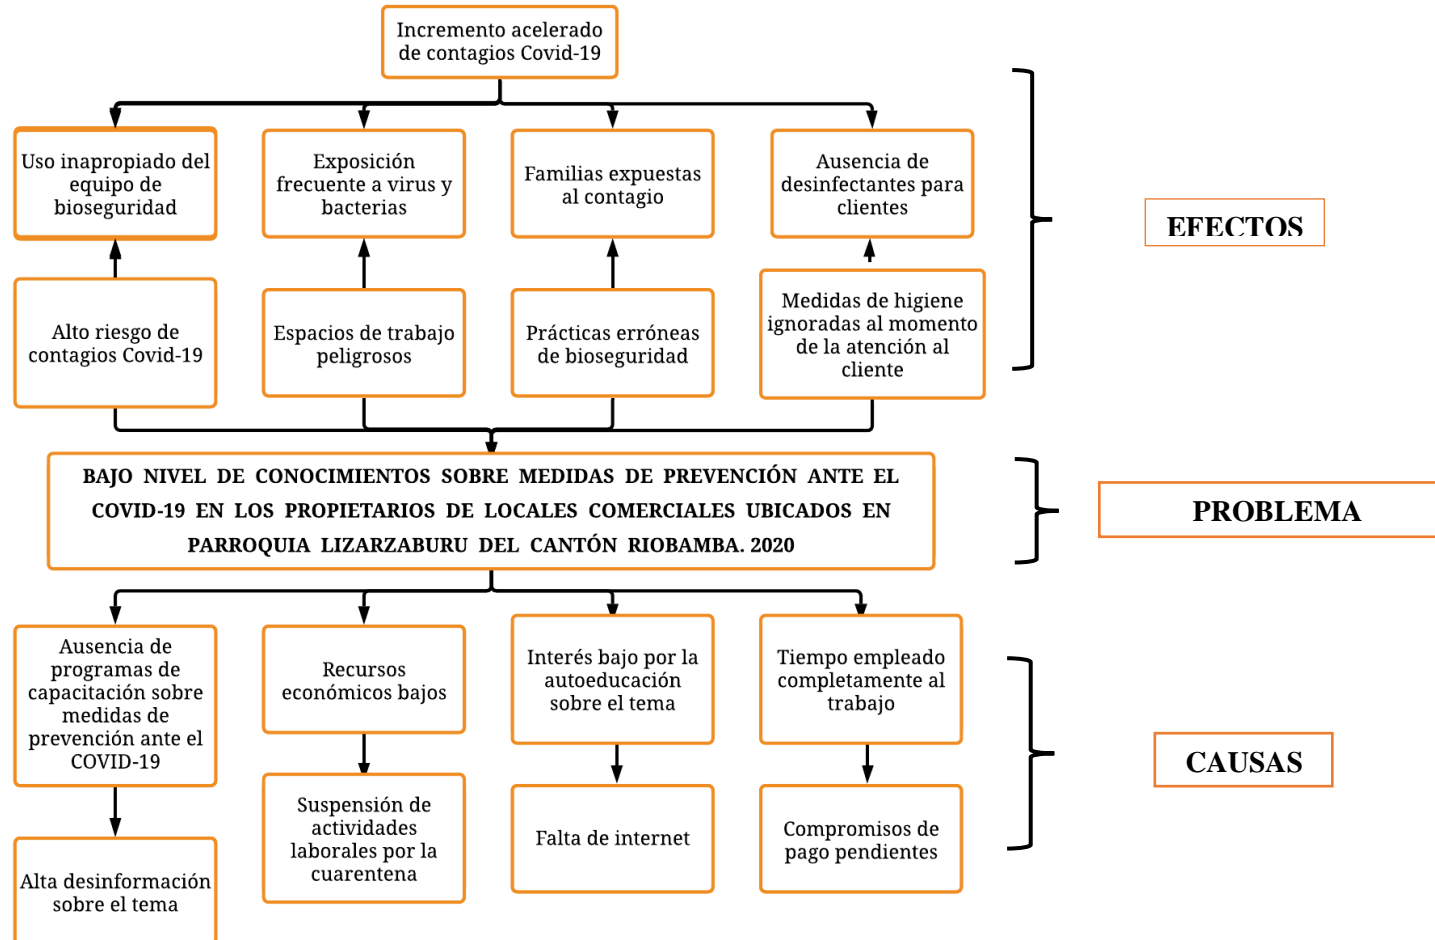 Incremento acelerado
de contagios Covid-19
Uso inapropiado del
equipo de
bioseguridad
Exposición
frecuente a virus y
bacterias
Familias expuestas
al contagio
Ausencia de
desinfectantes para
clientes
EFECTOS
Alto riesgo de
contagios Covid-19
Espacios de trabajo
peligrosos
Prácticas erróneas
de bioseguridad
Medidas de higiene
ignoradas al momento
de la atención al
cliente
BAJO NIVEL DE CONOCIMIENTOS SOBRE MEDIDAS DE PREVENCIÓN ANTE EL
COVID-19 EN LOS PROPIETARIOS DE LOCALES COMERCIALES UBICADOS EN
PARROQUIA LIZARZABURU DEL CANTÓN RIOBAMBA. 2020
PROBLEMA
Ausencia de
programas de
capacitación sobre
medidas de
prevención ante el
COVID-19
Recursos
económicos bajos
Interés bajo por la
autoeducación
sobre el tema
Tiempo empleado
completamente al
trabajo
CAUSAS
Alta desinformación
sobre el tema
Suspensión de
actividades
laborales por la
cuarentena
Falta de internet
Compromisos de
pago pendientes